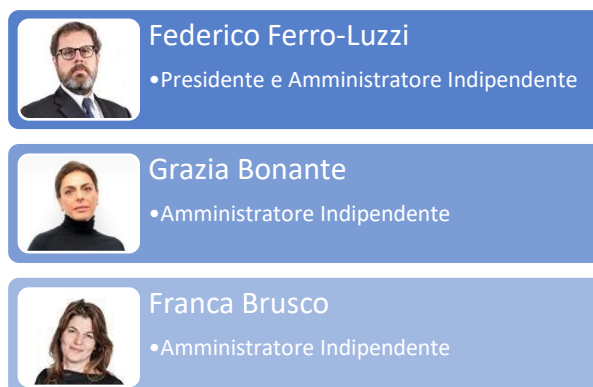 Federico Ferro-Luzzi
•Presidente e Amministratore Indipendente
Grazia Bonante
•Amministratore Indipendente
Franca Brusco
•Amministratore Indipendente